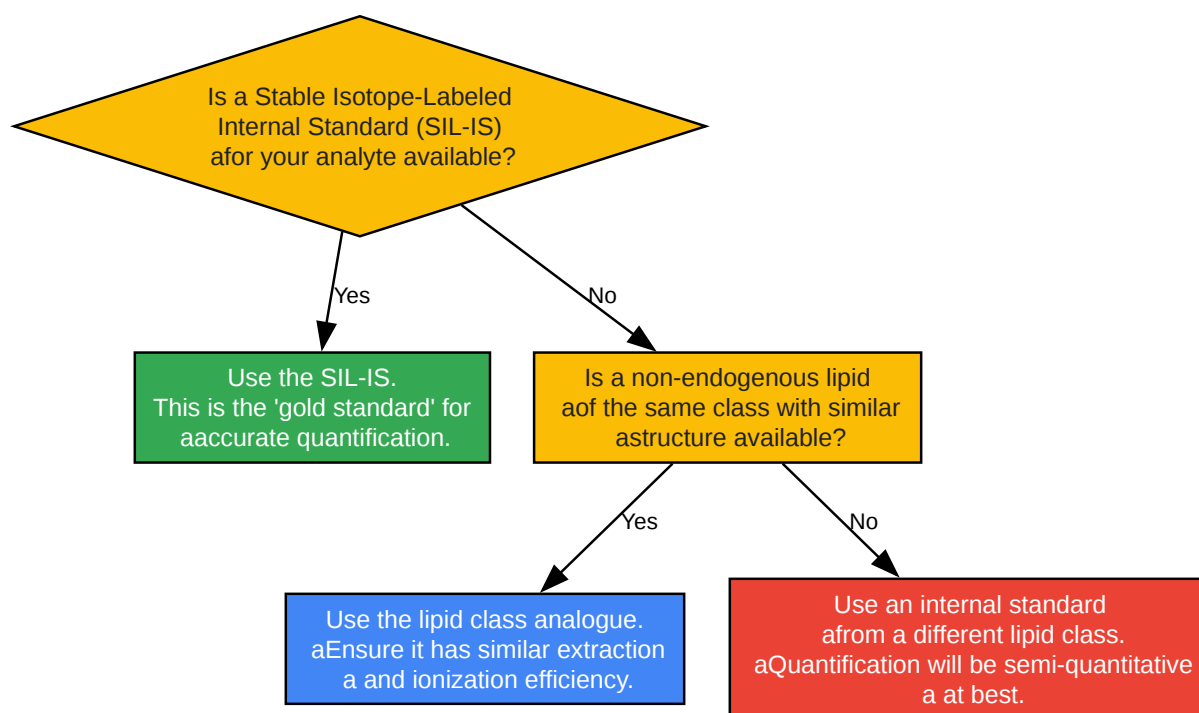 Is a Stable Isotope-Labeled
Internal Standard (SIL-IS)
afor your analyte available?
Yes
No
Use the SIL-IS.
This is the 'gold standard' for
aaccurate quantification.
Is a non-endogenous lipid
aof the same class with similar
astructure available?
Yes
No
Use the lipid class analogue.
aEnsure it has similar extraction
a and ionization efficiency.
Use an internal standard
afrom a different lipid class.
aQuantification will be semi-quantitative
a at best.